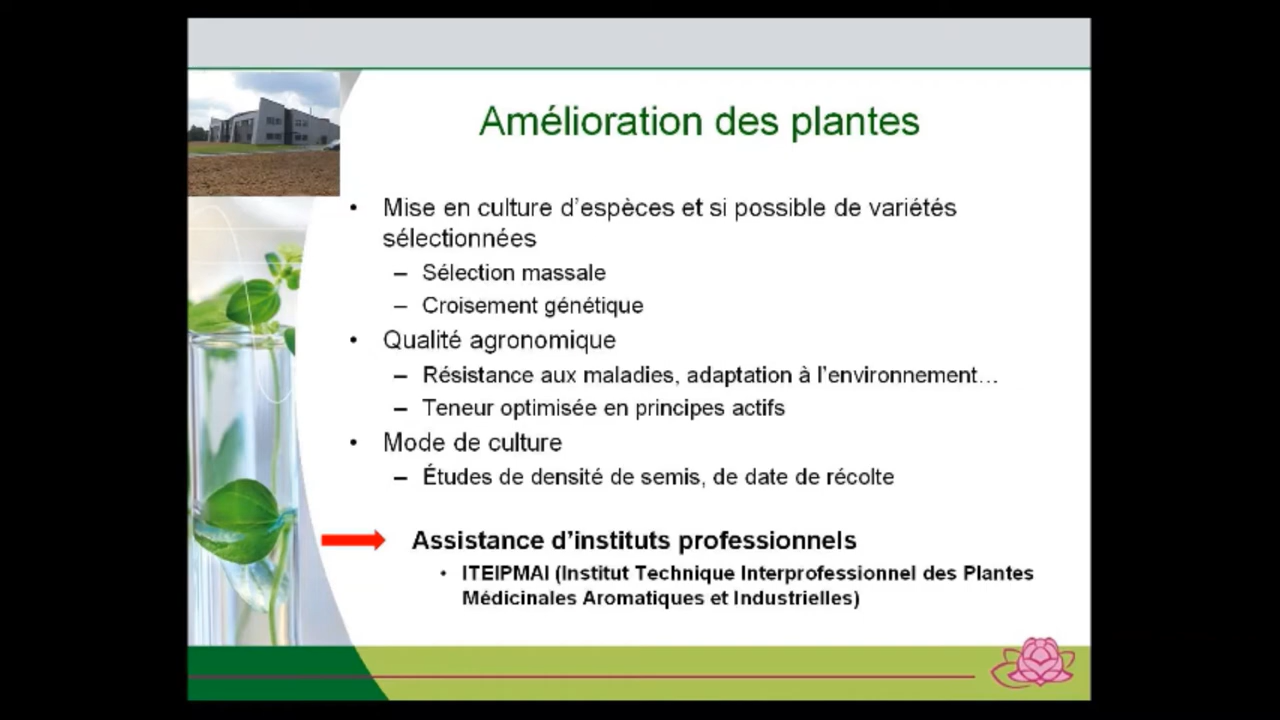 Amélioration des plantes
• Mise en culture d'espèces et si possible de variétés
sélectionnées
– Sélection massale
– Croisement génétique
• Qualité agronomique
– Résistance aux maladies, adaptation à l'environnement…
– Teneur optimisée en principes actifs
• Mode de culture
– Études de densité de semis, de date de récolte
Assistance d'instituts professionnels
• ITEIPMAI (Institut Technique Interprofessionnel des Plantes
Médicinales Aromatiques et Industrielles)